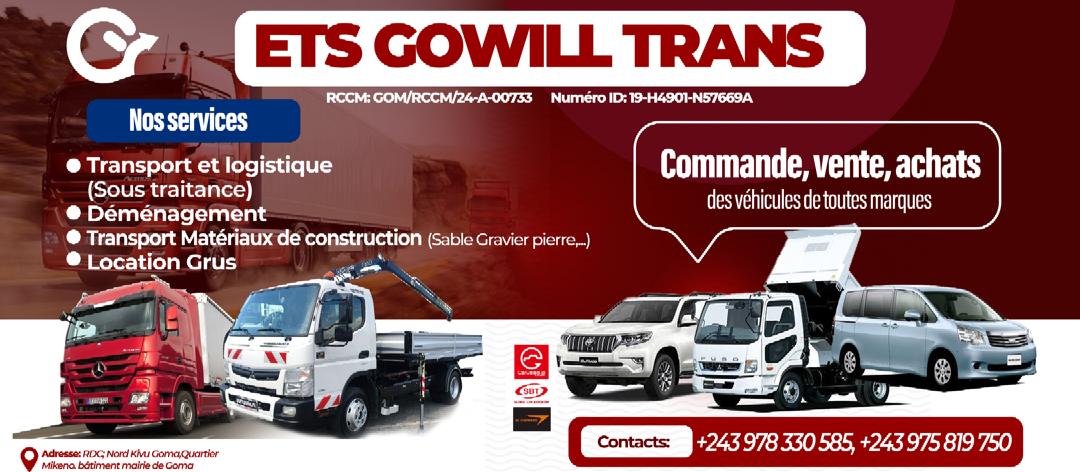 ETS GOWILL TRANS
RCCM: GOM/RCCM/24-A-00733 Numéro ID: 19-H4901-N57669A
Nos services
Transport et logistique
(Sous traitance)
Déménagement
Transport Matériaux de construction (Sable Gravier pierre,...)
Location Grus
Commande, vente, achats
des véhicules de toutes marques
FUSO
SBT
Contacts: +243 978 330 585, +243 975 819 750
Adresse: RDC, Nord Kivu Goma,Quartier
Mikeno, bâtiment mairie de Goma